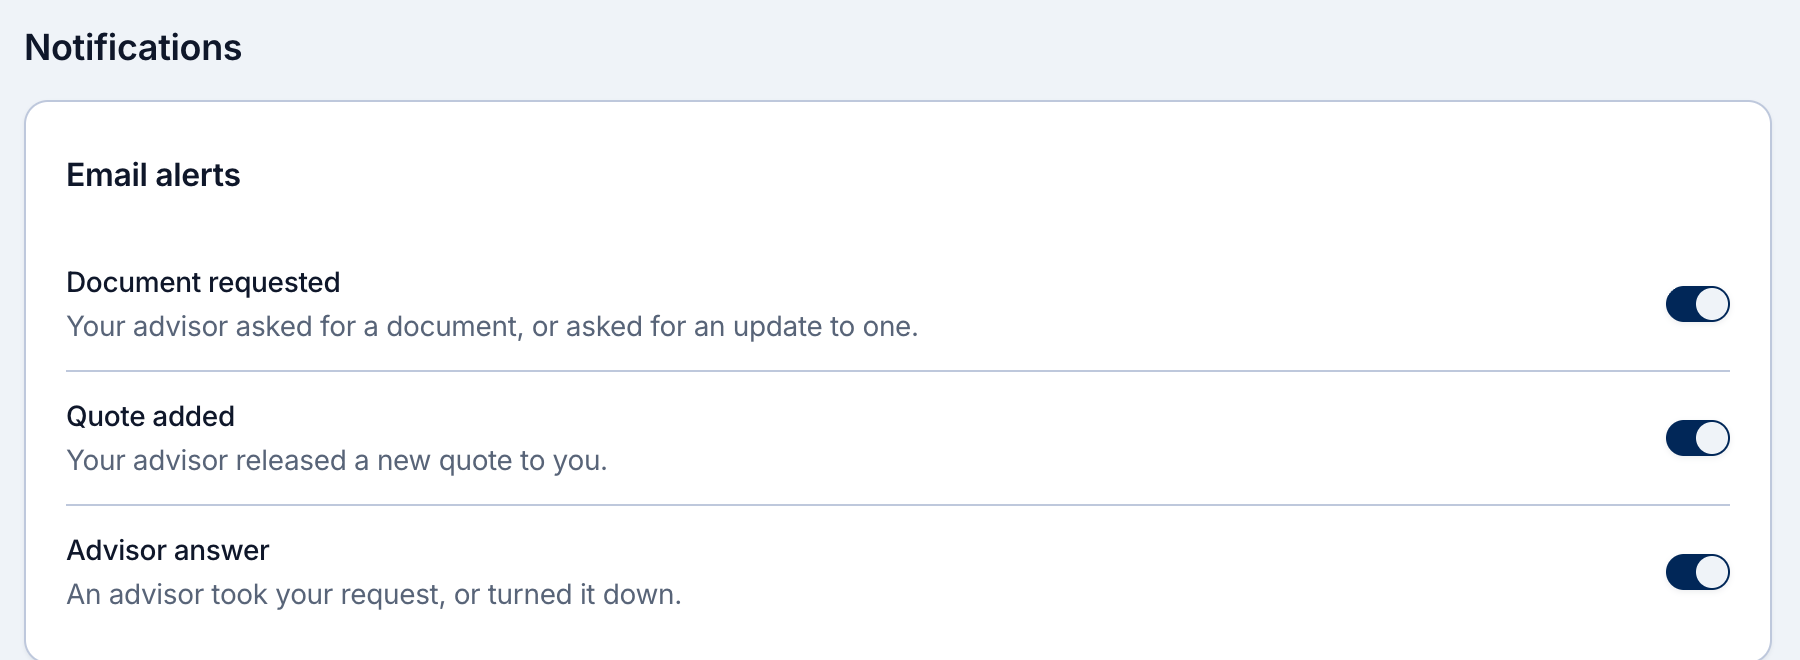 Notifications
Email alerts
Document requested
Your advisor asked for a document, or asked for an update to one.
Quote added
Your advisor released a new quote to you.
Advisor answer
An advisor took your request, or turned it down.